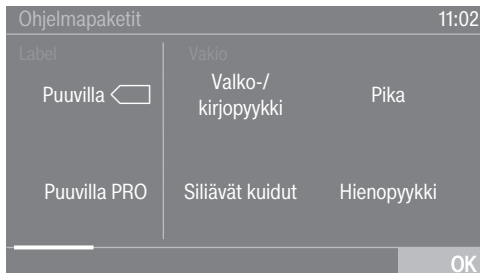 Ohjelmapaketit 11:02
Label Vakio
Puuvilla Valko-/
kirjopyykki Pika
Puuvilla PRO Siliävät kuidut Hienopyykki
OK